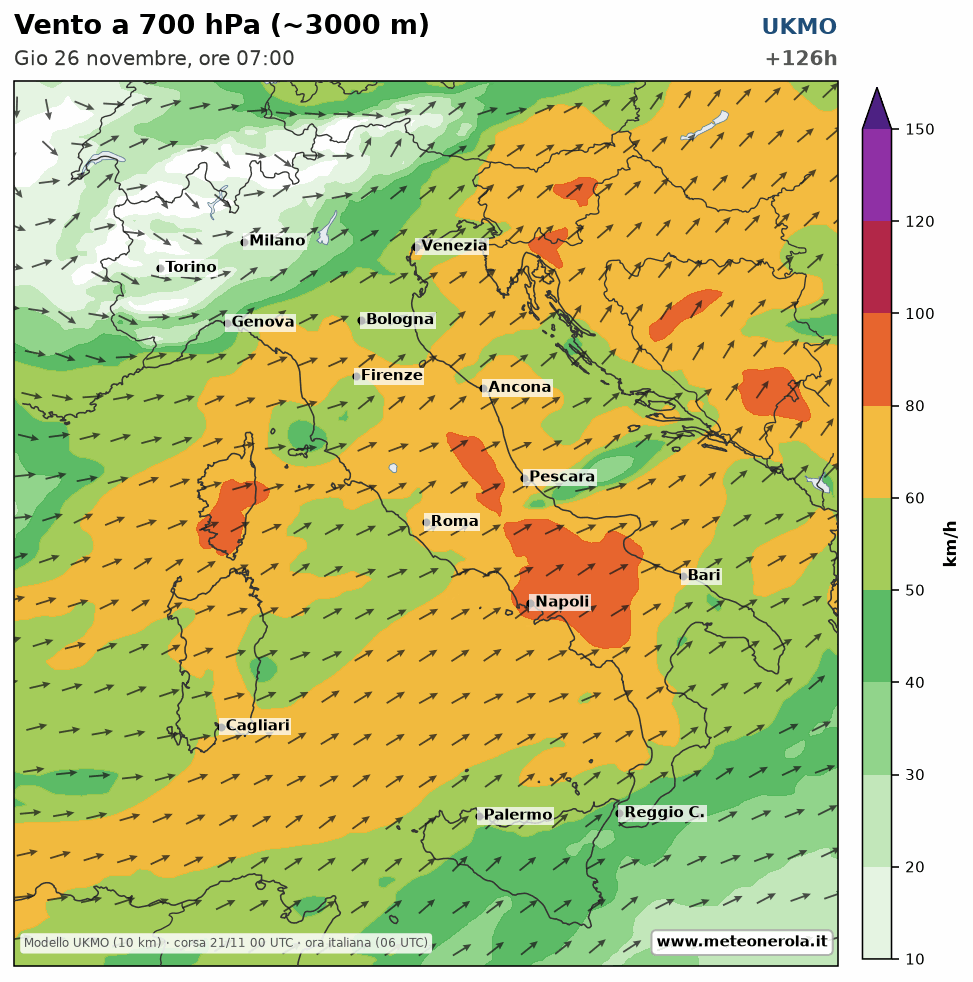 Vento a 700 hPa (~3000 m)
UKMO
Gio 26 novembre, ore 07:00
+126h
150
120
100
80
60
50
40
30
20
10
km/h
Milano
Venezia
Torino
Genova
Bologna
Firenze
Ancona
Pescara
Roma
Bari
Napoli
Cagliari
Palermo
Reggio C.
Modello UKMO (10 km) · corsa 21/11 00 UTC · ora italiana (06 UTC)
www.meteonerola.it